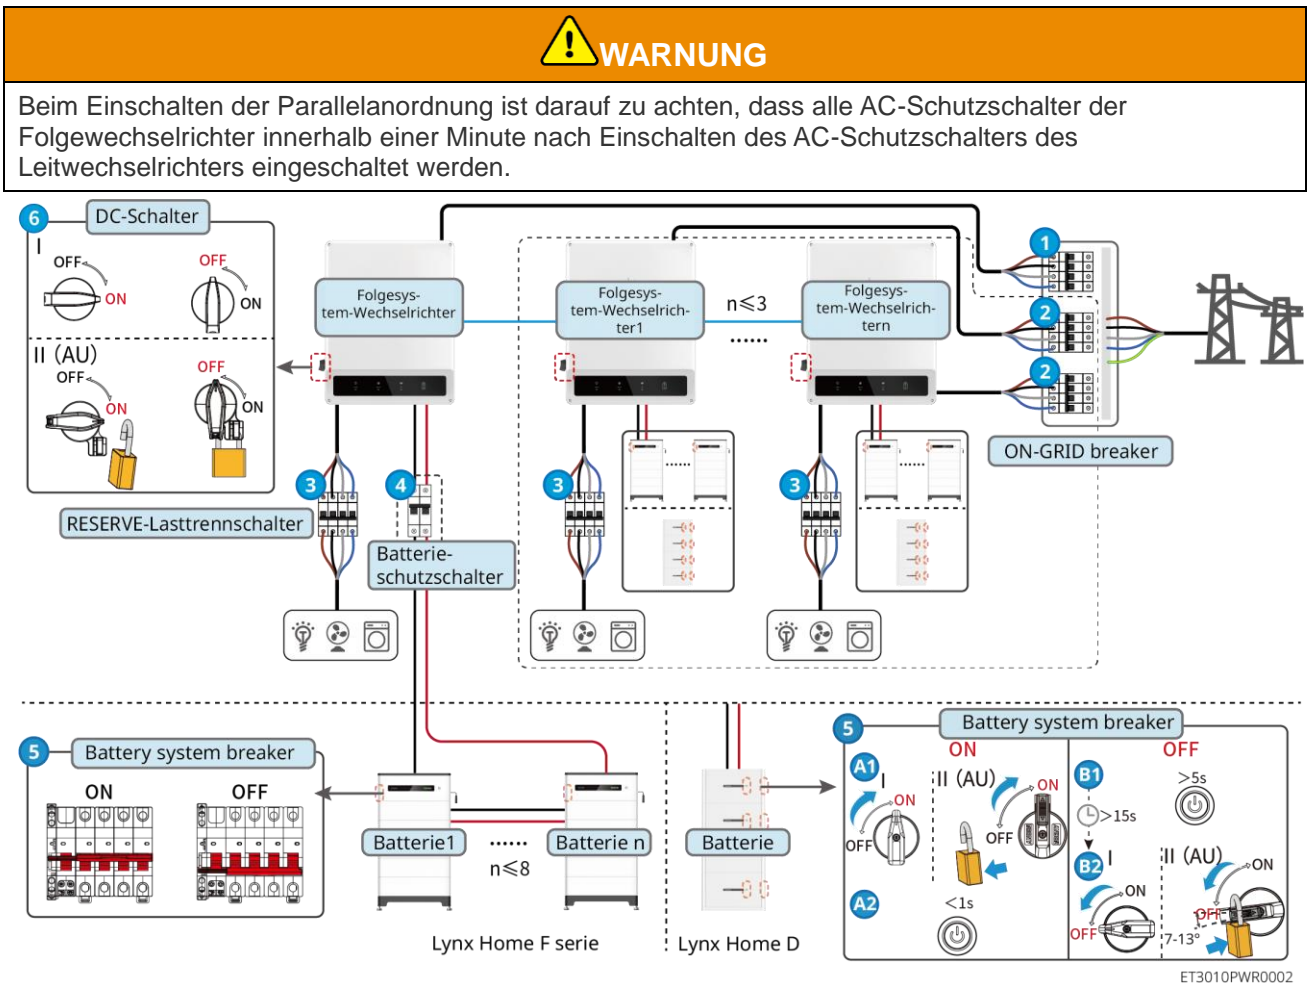 WARNUNG
Beim Einschalten der Parallelanordnung ist darauf zu achten, dass alle AC-Schutzschalter der
Folgewechselrichter innerhalb einer Minute nach Einschalten des AC-Schutzschalters des
Leitwechselrichters eingeschaltet werden.
6
DC-Schalter
I
OFF
ON
OFF
ON
II (AU)
OFF
ON
OFF
ON
Folgesys-
tem-Wechselrichter
Folgesys-
tem-Wechselrich-
ter1
n≤3
......
Folgesys-
tem-Wechselrich-
tern
1
2
2
ON-GRID breaker
3
RESERVE-Lasttrennschalter
4
Batterie-
schutzschalter
3
......
3
......
5
Battery system breaker
ON
OFF
Batterie1
......
n≤8
Batterie n
Lynx Home F serie
Batterie
Lynx Home D
5
Battery system breaker
ON
A1
I
ON
OFF
II (AU)
ON
OFF
A2
<1s
OFF
B1
>5s
>15s
B2
I
ON
OFF
II (AU)
ON
OFF
7-13°
ET3010PWR0002